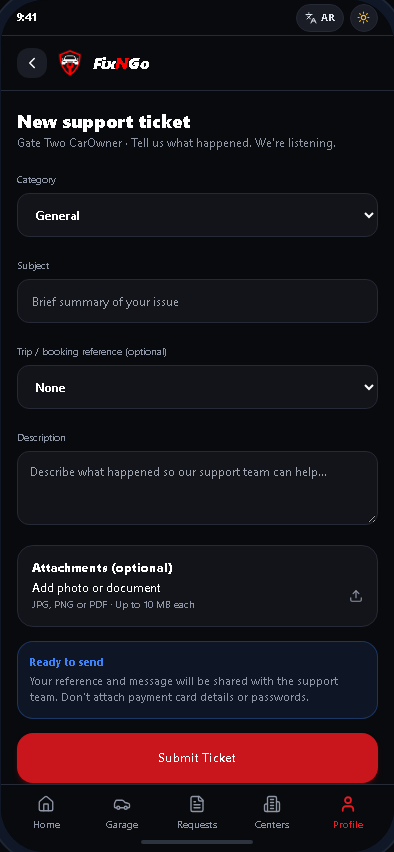 9:41
AR
FixNGo
New support ticket
Gate Two CarOwner · Tell us what happened. We're listening.
Category
General
Subject
Brief summary of your issue
Trip / booking reference (optional)
None
Description
Describe what happened so our support team can help...
Attachments (optional)
Add photo or document
JPG, PNG or PDF · Up to 10 MB each
Ready to send
Your reference and message will be shared with the support
team. Don't attach payment card details or passwords.
Submit Ticket
Home
Garage
Requests
Centers
Profile